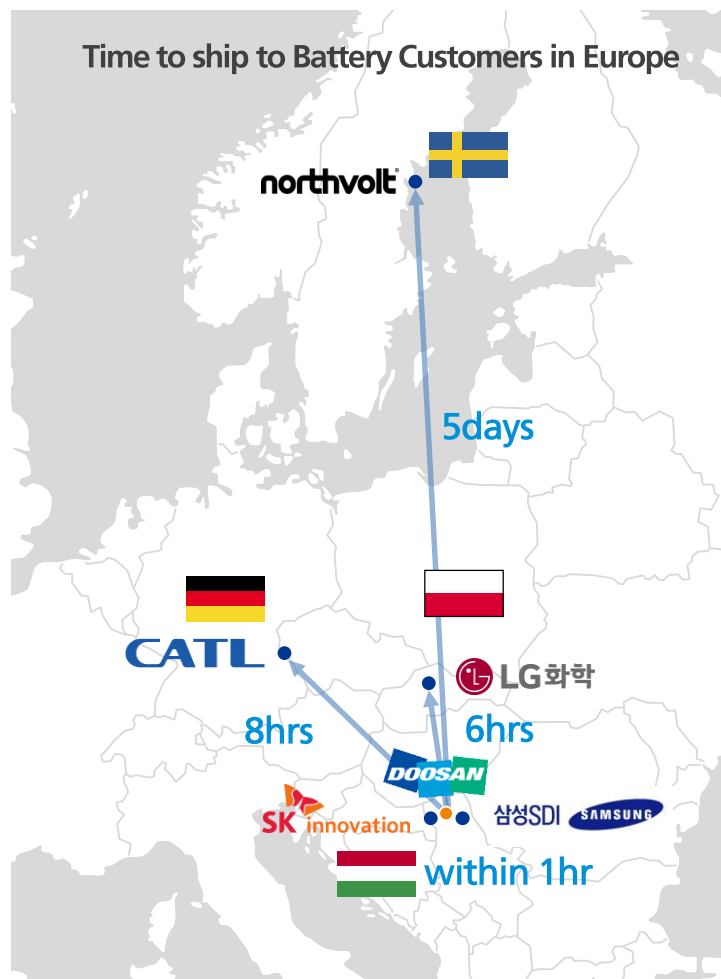 Time to ship to Battery Customers in Europe
northvolt
5days
CATL
LG화학
8hrs
6hrs
DOOSAN
SK innovation
삼성SDI SAMSUNG
within 1hr